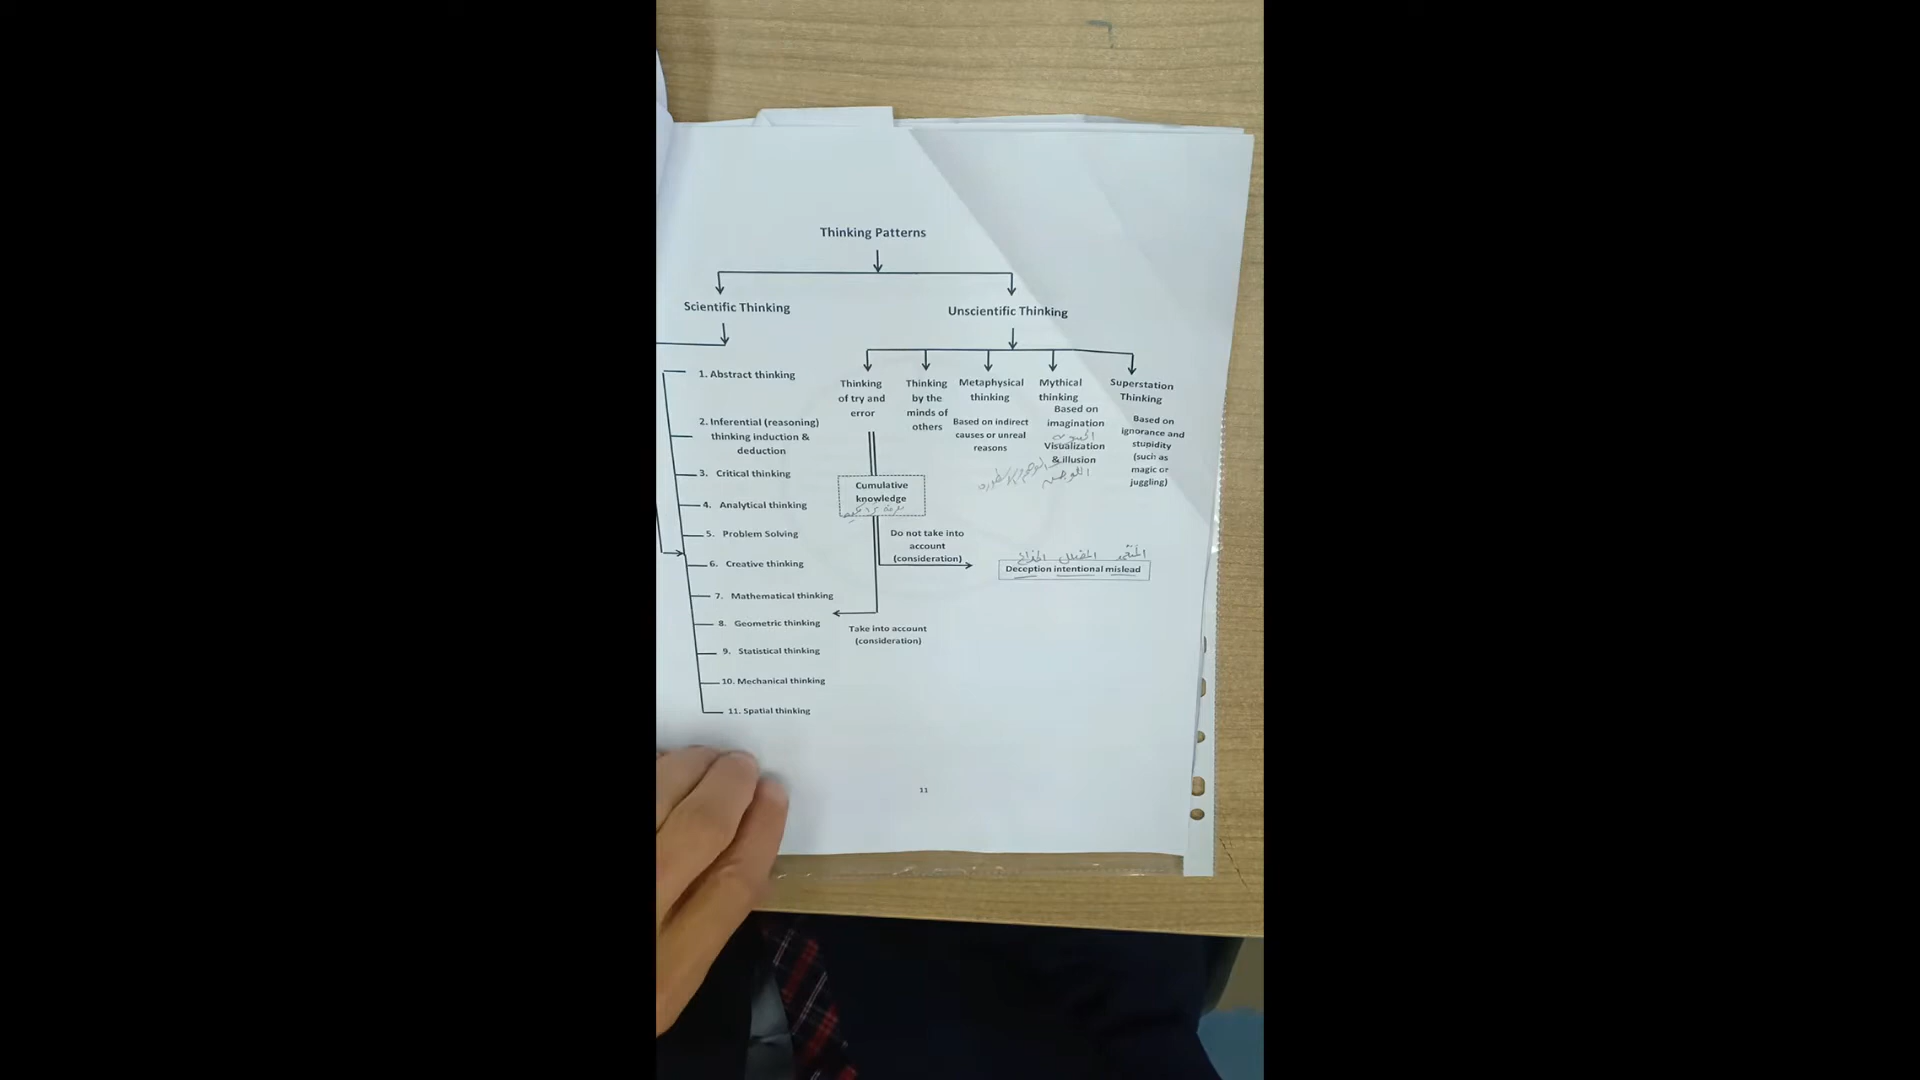 Thinking Patterns
Scientific Thinking
Unscientific Thinking
1. Abstract thinking
2. Inferential (reasoning)
thinking induction &
deduction
3. Critical thinking
4. Analytical thinking
5. Problem Solving
6. Creative thinking
7. Mathematical thinking
8. Geometric thinking
9. Statistical thinking
10. Mechanical thinking
11. Spatial thinking
Thinking
of try and
error
Thinking
by the
minds of
others
Metaphysical
thinking
Based on indirect
causes or unreal
reasons
Mythical
thinking
Based on
imagination
Visualization
& illusion
Superstation
Thinking
Based on
ignorance and
stupidity
(such as
magic or
juggling)
Cumulative
knowledge
Do not take into
account
(consideration)
Deception intentional mislead
Take into account
(consideration)
11